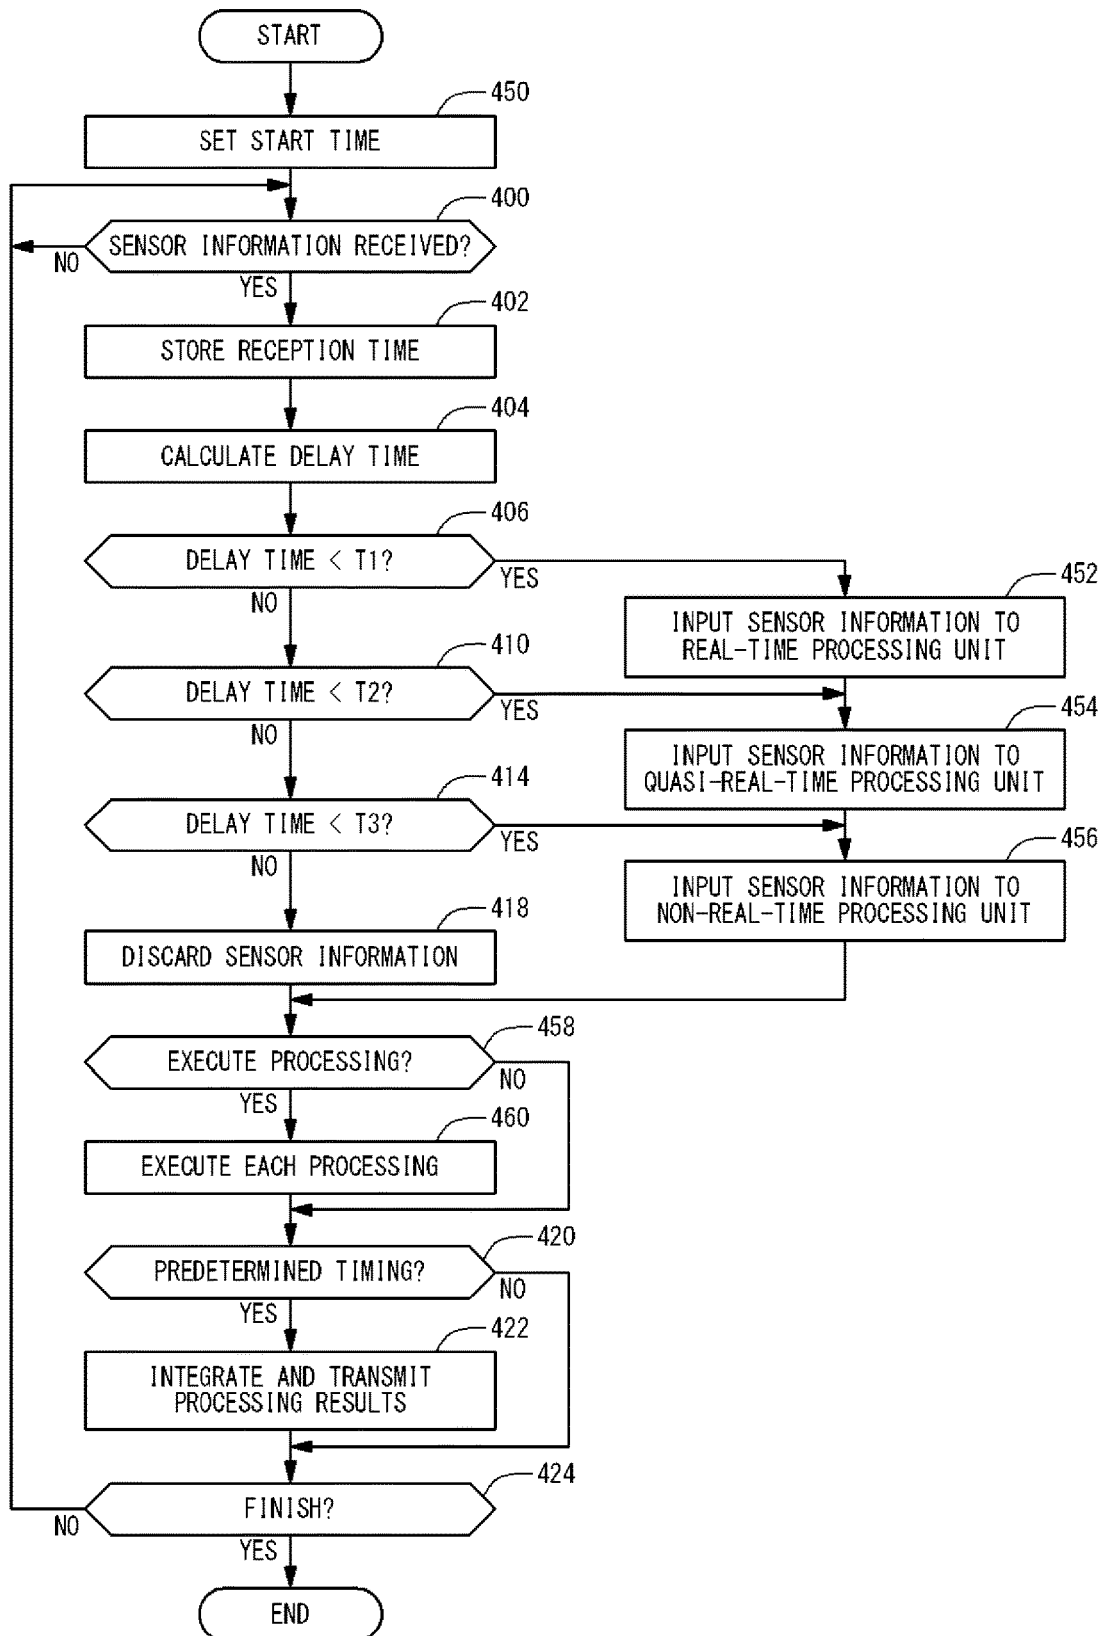 START
450
SET START TIME
400
SENSOR INFORMATION RECEIVED?
NO
YES
402
STORE RECEPTION TIME
404
CALCULATE DELAY TIME
406
DELAY TIME < T1?
YES
NO
452
INPUT SENSOR INFORMATION TO
REAL-TIME PROCESSING UNIT
410
DELAY TIME < T2?
YES
NO
454
INPUT SENSOR INFORMATION TO
QUASI-REAL-TIME PROCESSING UNIT
414
DELAY TIME < T3?
YES
NO
456
INPUT SENSOR INFORMATION TO
NON-REAL-TIME PROCESSING UNIT
418
DISCARD SENSOR INFORMATION
458
EXECUTE PROCESSING?
NO
YES
460
EXECUTE EACH PROCESSING
420
PREDETERMINED TIMING?
NO
YES
422
INTEGRATE AND TRANSMIT
PROCESSING RESULTS
424
FINISH?
NO
YES
END